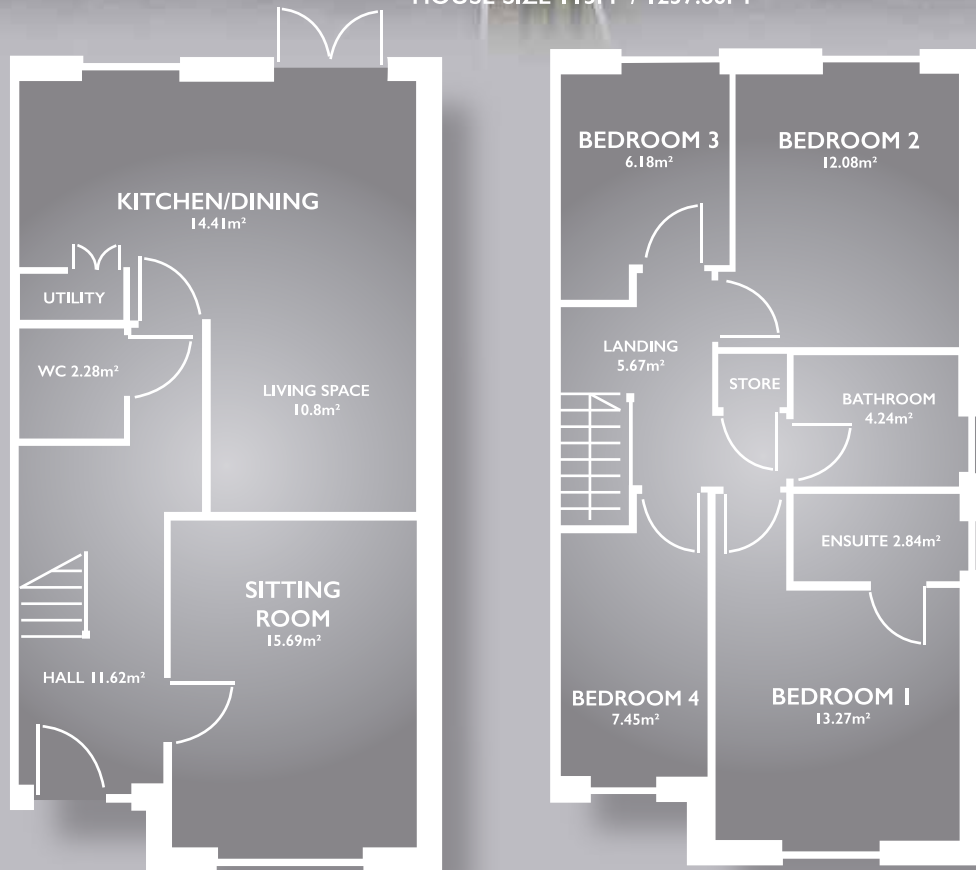 KITCHEN/DINING
14.41m²
UTILITY
WC 2.28m²
LIVING SPACE
10.8m²
SITTING
ROOM
15.69m²
HALL 11.62m²
BEDROOM 3
6.18m²
BEDROOM 2
12.08m²
LANDING
5.67m²
STORE
BATHROOM
4.24m²
ENSUITE 2.84m²
BEDROOM 4
7.45m²
BEDROOM 1
13.27m²